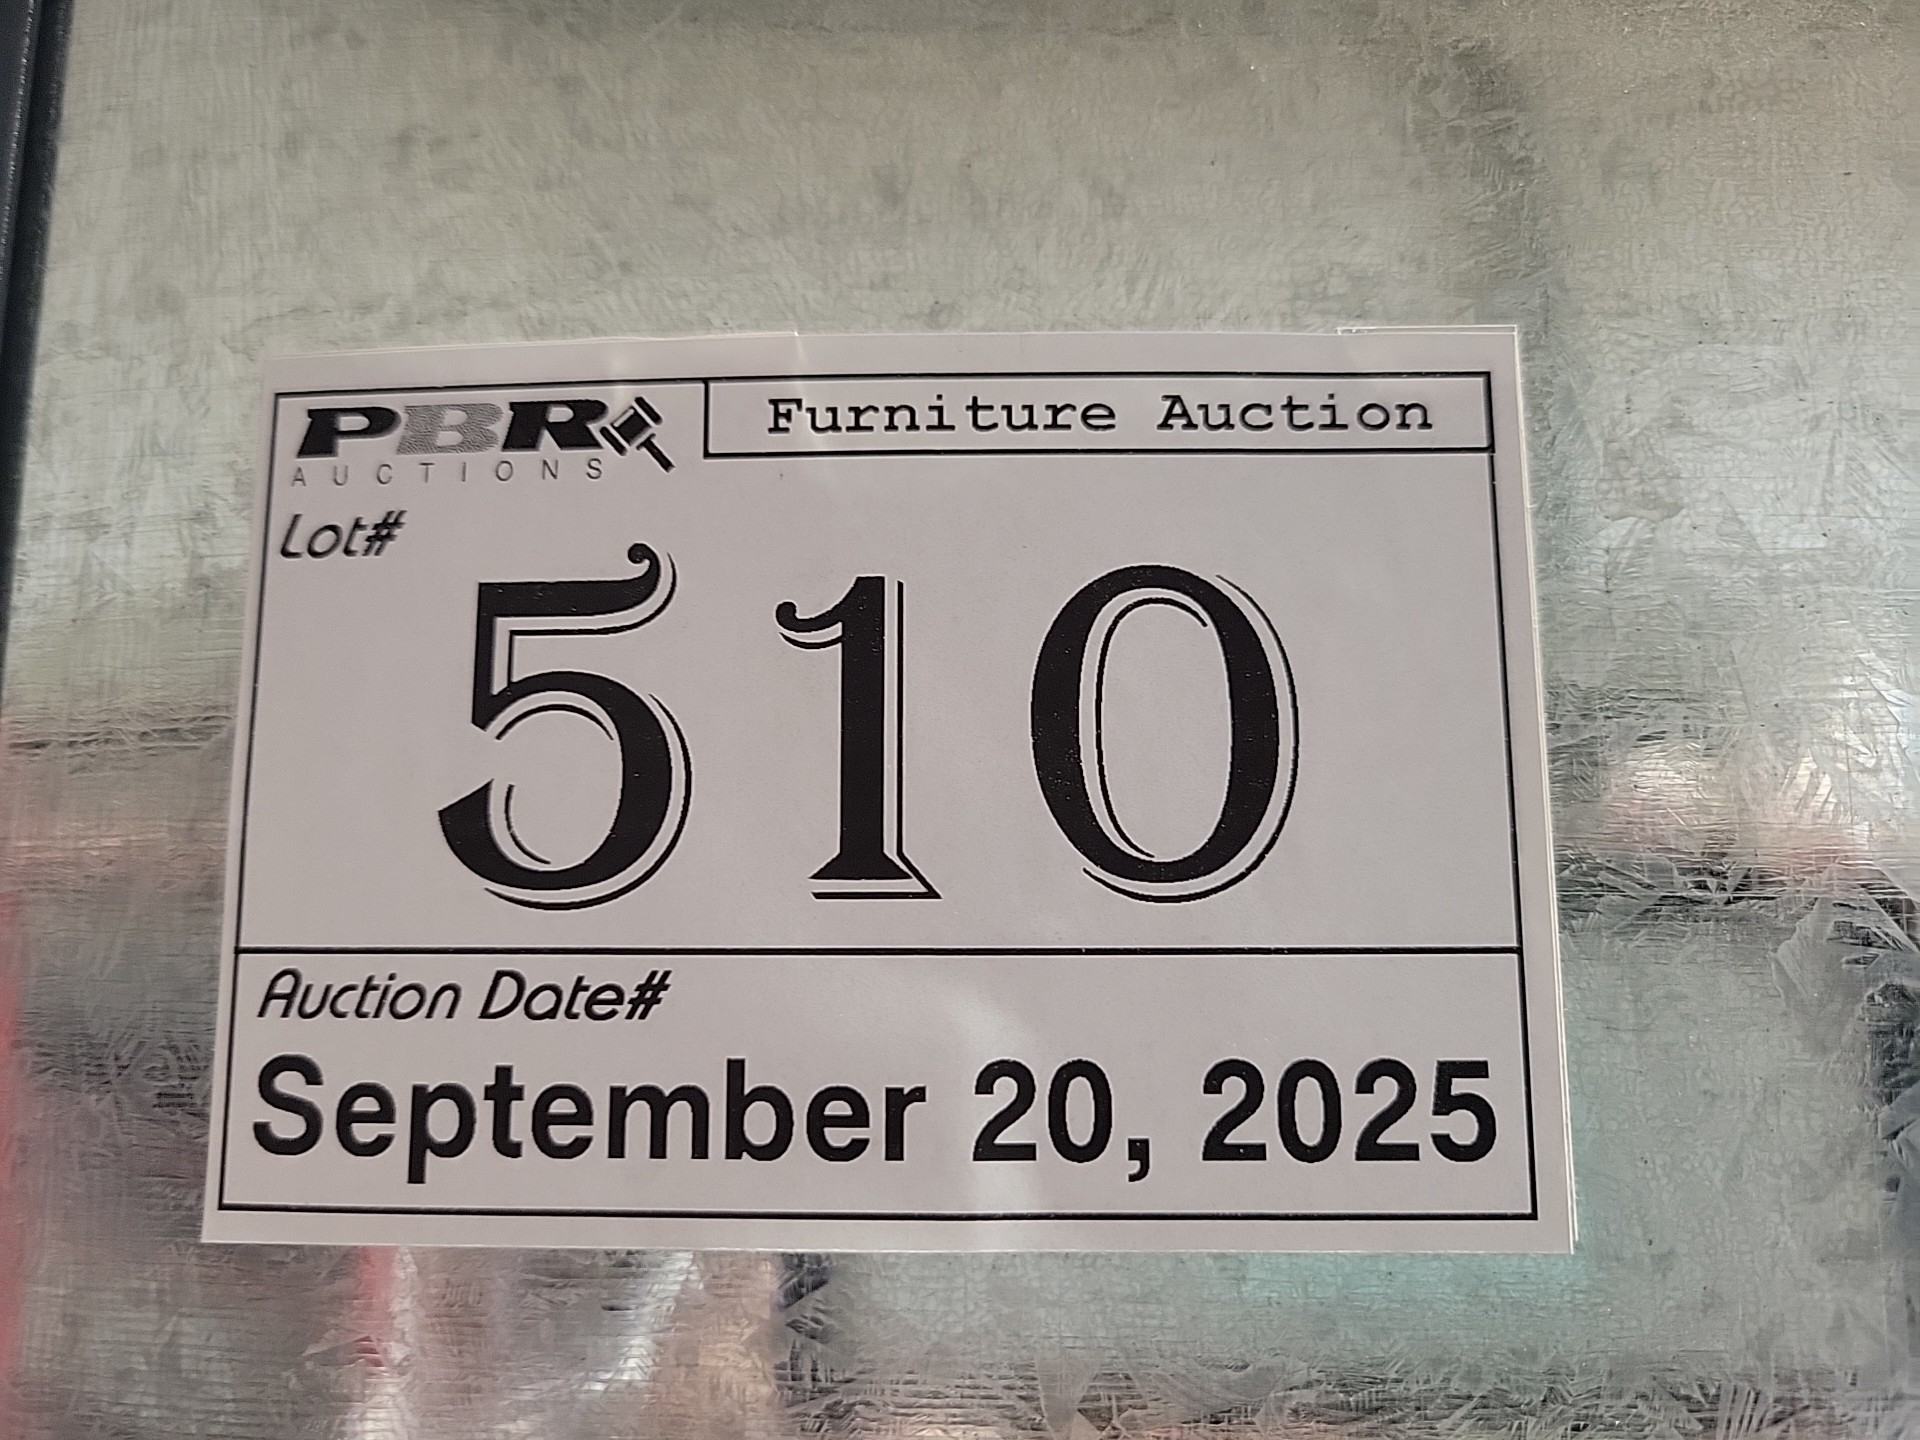 PBR
AUCTIONS
Furniture Auction
Lot#
510
Auction Date#
September 20, 2025